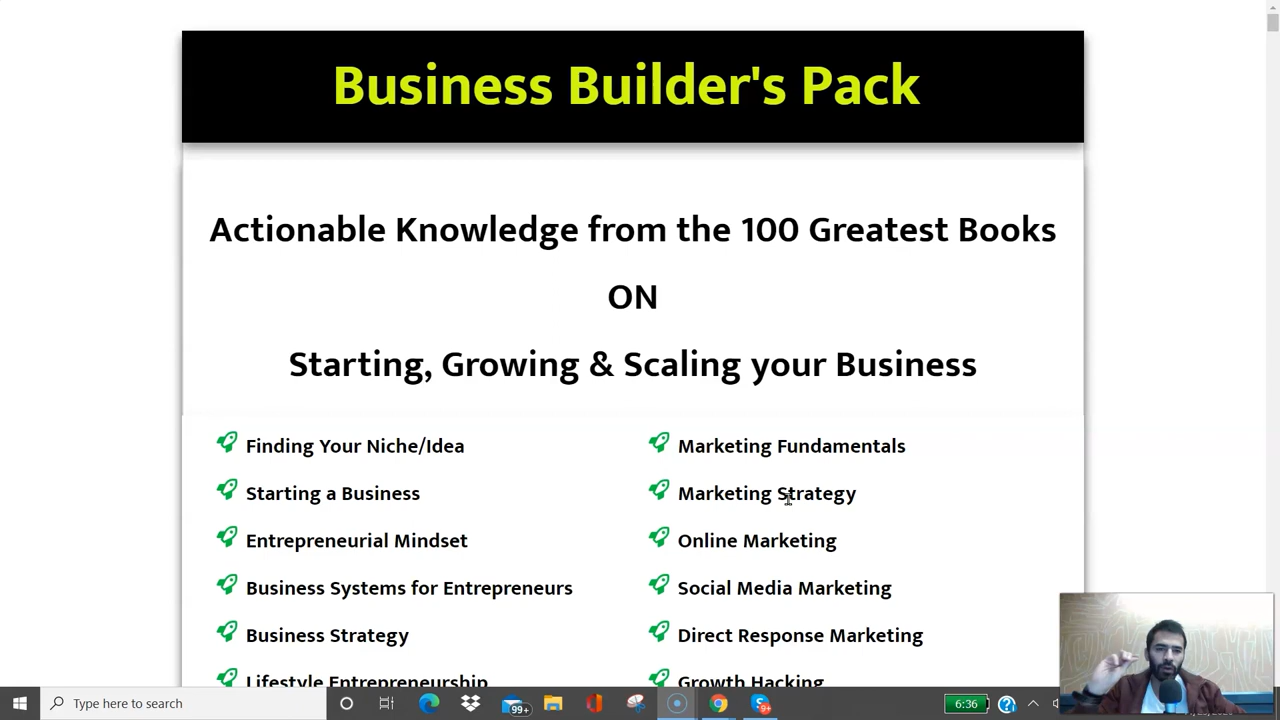 Business Builder's Pack
Actionable Knowledge from the 100 Greatest Books
ON
Starting, Growing & Scaling your Business
Finding Your Niche/Idea
Starting a Business
Entrepreneurial Mindset
Business Systems for Entrepreneurs
Business Strategy
Lifestyle Entrepreneurship
Marketing Fundamentals
Marketing Strategy
Online Marketing
Social Media Marketing
Direct Response Marketing
Growth Hacking
Type here to search
99+
9+
6:36